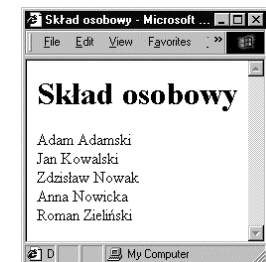 Skład osobowy - Microsoft ...
File Edit View Favorites »
Skład osobowy
Adam Adamski
Jan Kowalski
Zdzisław Nowak
Anna Nowicka
Roman Zieliński
D My Computer